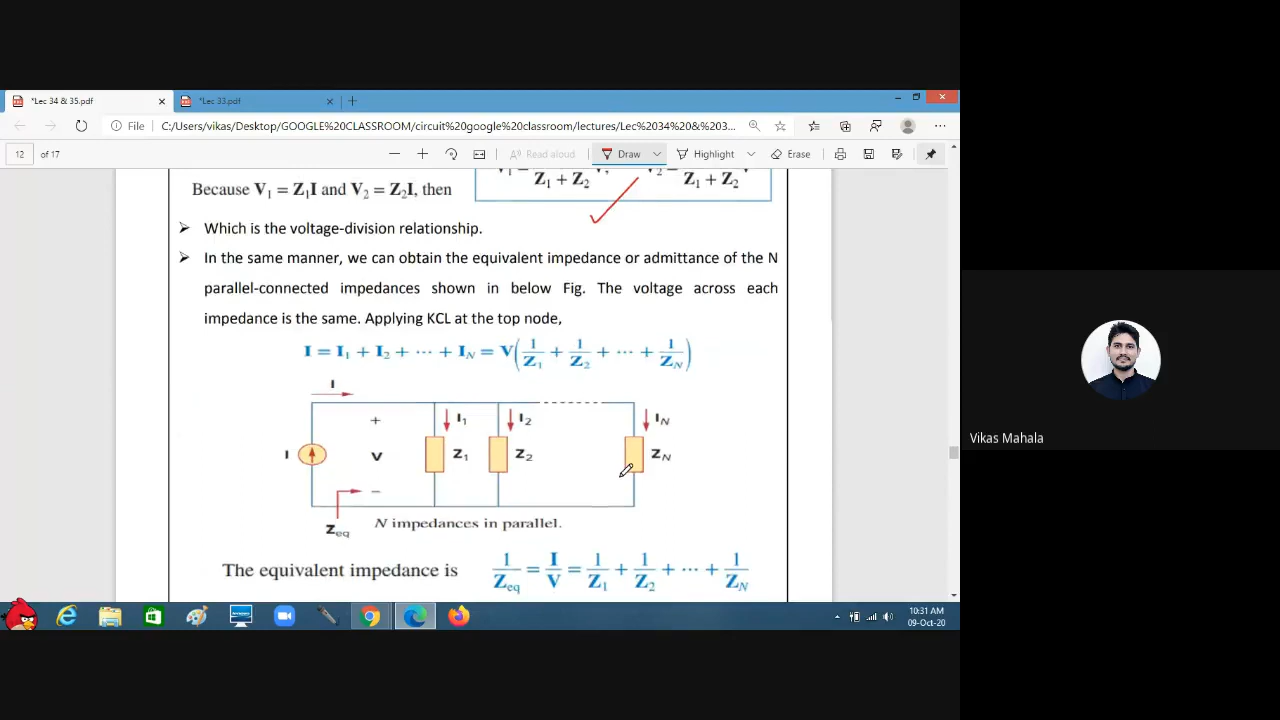 *Lec 34 & 35.pdf
*Lec 33.pdf
File C:/Users/vikas/Desktop/GOOGLE%20CLASSROOM/circuit%20google%20classroom/lectures/Lec%2034%20&%203...
12 of 17
Read aloud
Draw
Highlight
Erase
Z₁ + Z₂
Z₁ + Z₂
Because V₁ = Z₁I and V₂ = Z₂I, then
➢ Which is the voltage-division relationship.
➢ In the same manner, we can obtain the equivalent impedance or admittance of the N
parallel-connected impedances shown in below Fig. The voltage across each
impedance is the same. Applying KCL at the top node,
I = I₁ + I₂ + ··· + I_N = V(1/Z₁ + 1/Z₂ + ··· + 1/Z_N)
I
+
I₁
I₂
I_N
I
V
Z₁
Z₂
Z_N
−
Z_eq
N impedances in parallel.
The equivalent impedance is 1/Z_eq = I/V = 1/Z₁ + 1/Z₂ + ··· + 1/Z_N
Vikas Mahala
10:31 AM
09-Oct-20